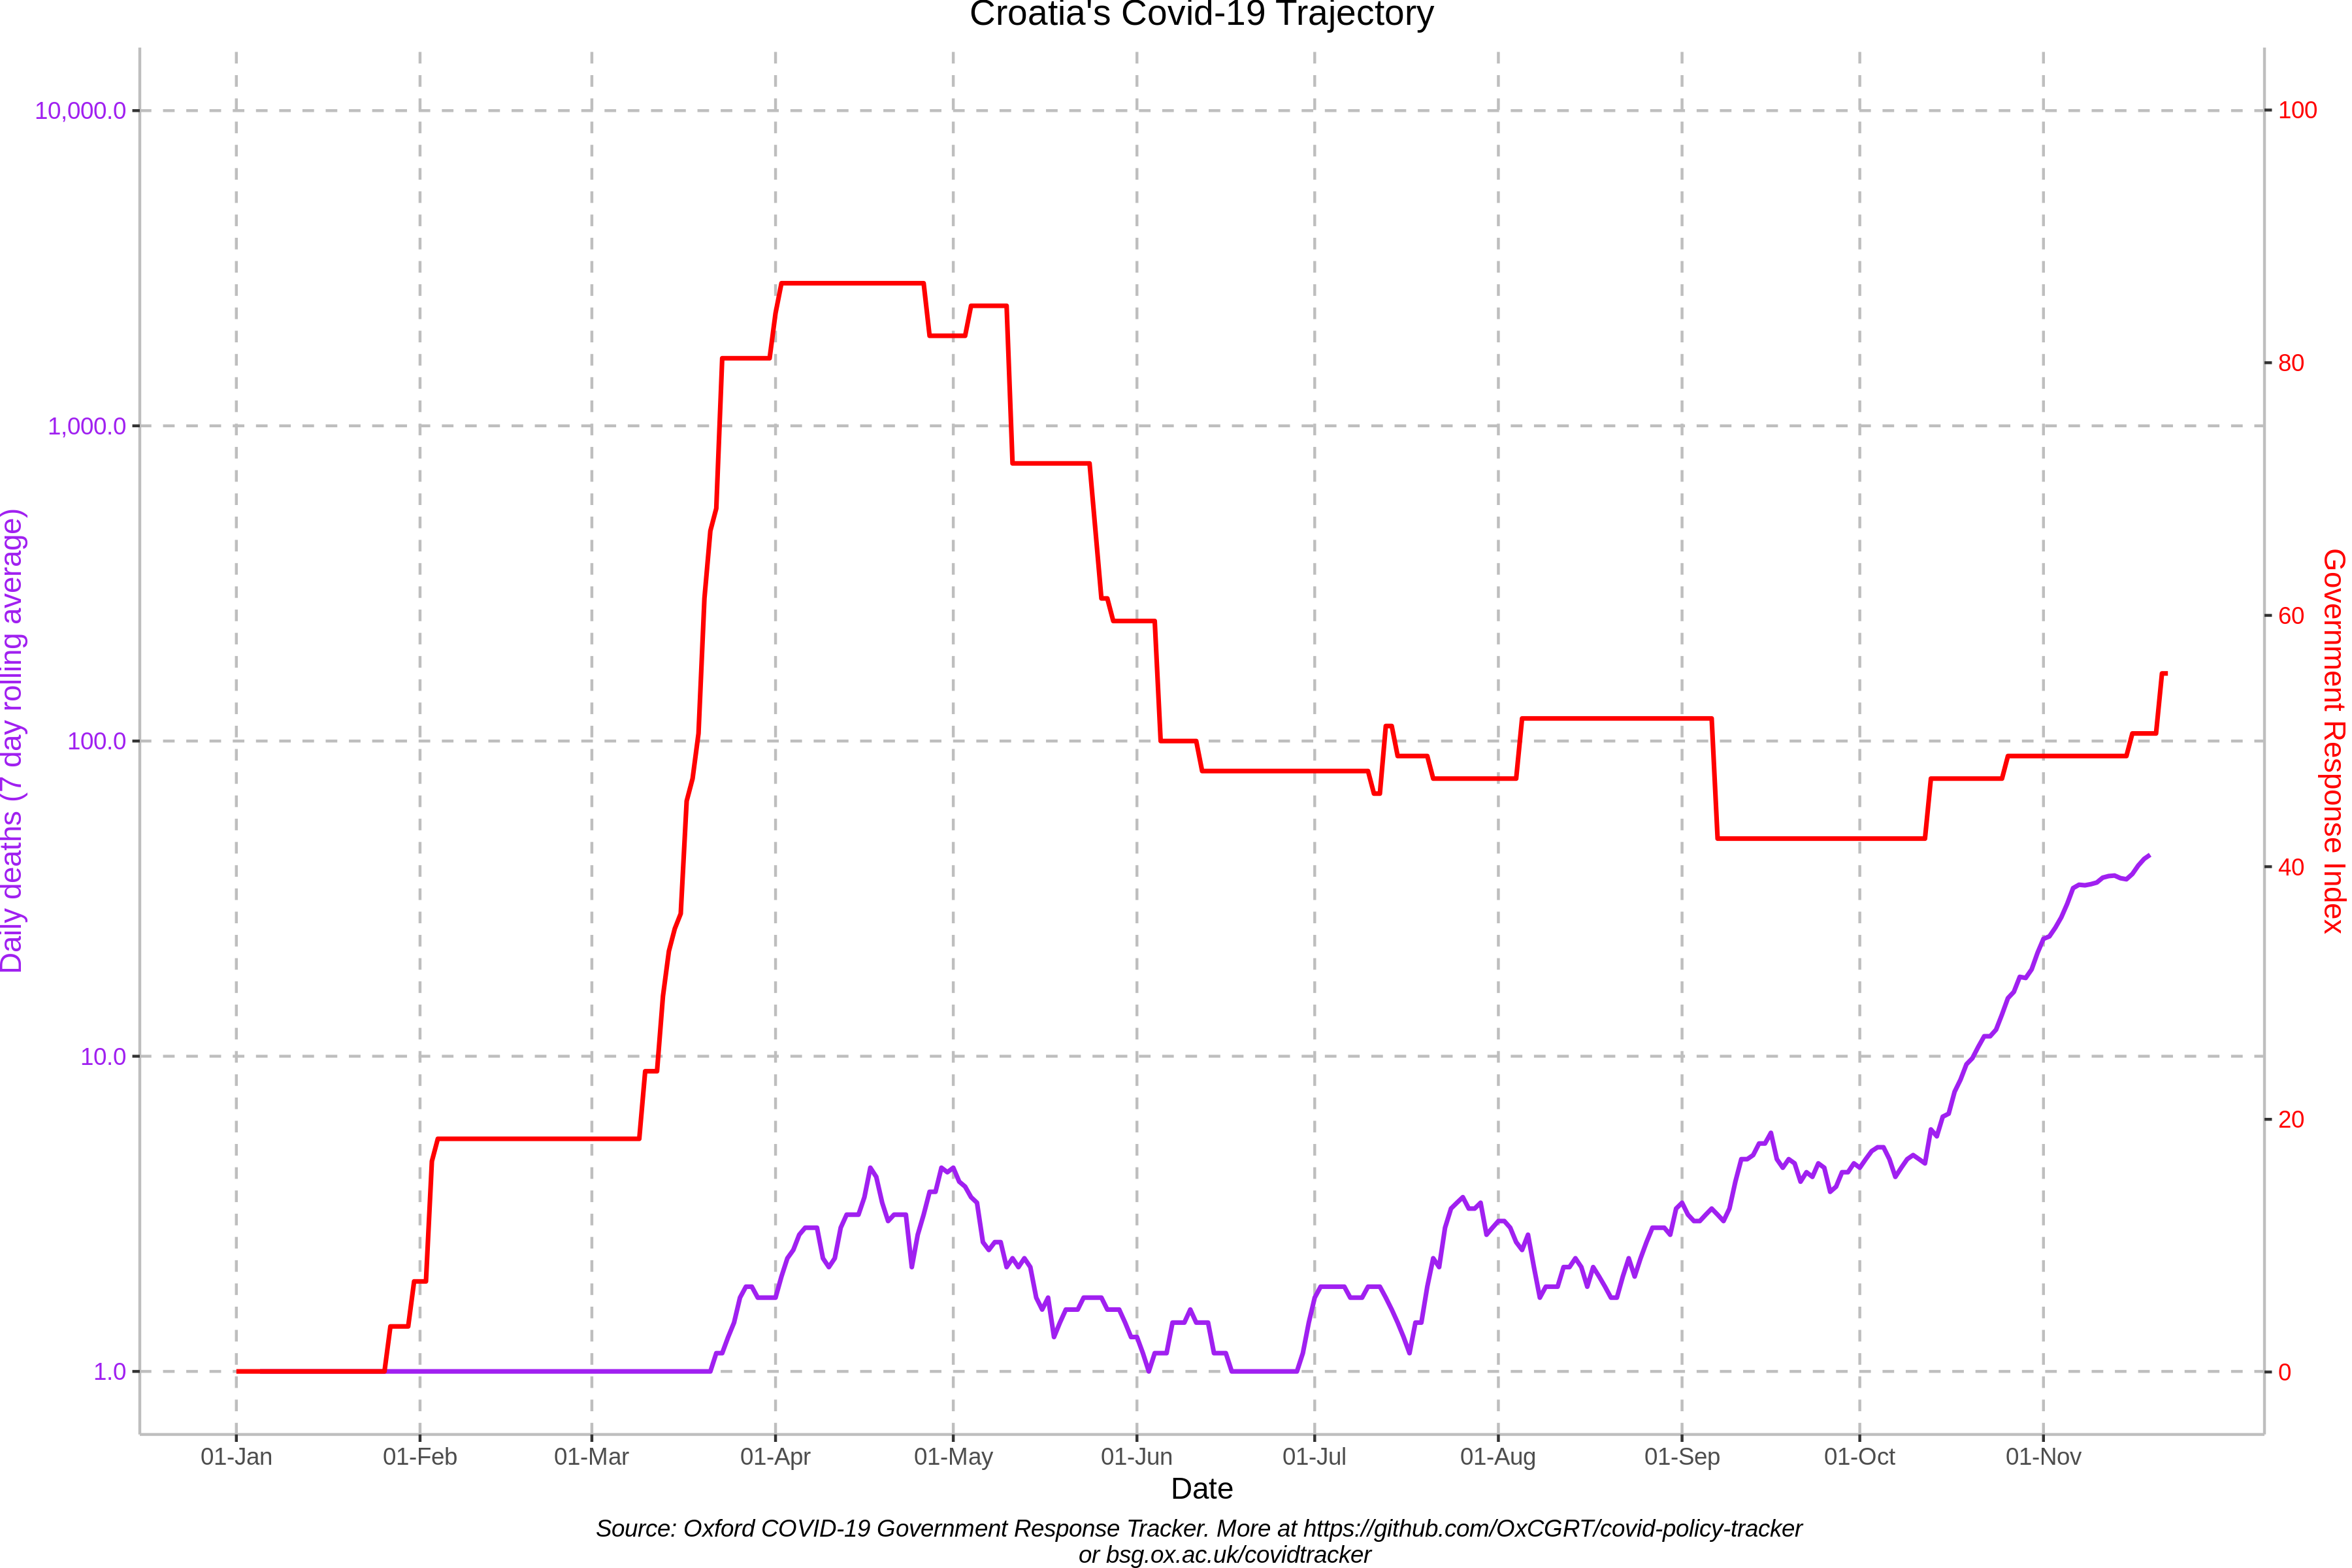 Croatia's Covid-19 Trajectory
10,000.0
1,000.0
100.0
10.0
1.0
Daily deaths (7 day rolling average)
100
80
60
40
20
0
Government Response Index
01-Jan
01-Feb
01-Mar
01-Apr
01-May
01-Jun
01-Jul
01-Aug
01-Sep
01-Oct
01-Nov
Date
Source: Oxford COVID-19 Government Response Tracker. More at https://github.com/OxCGRT/covid-policy-tracker
or bsg.ox.ac.uk/covidtracker